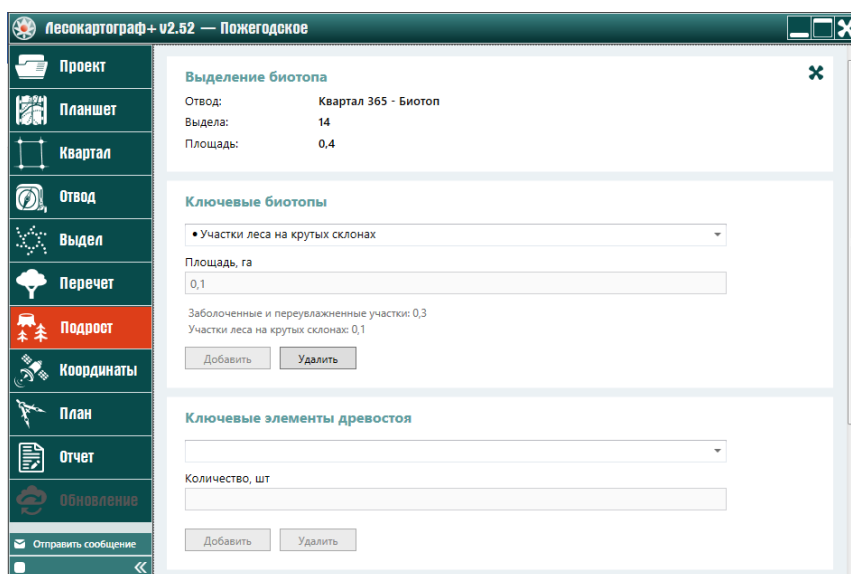 Лесокартограф+ v2.52 — Пожегодское
Проект
Планшет
Квартал
Отвод
Выдел
Перечет
Подрост
Координаты
План
Отчет
Обновление
Отправить сообщение
Выделение биотопа
Отвод: Квартал 365 - Биотоп
Выдела: 14
Площадь: 0,4
Ключевые биотопы
• Участки леса на крутых склонах
Площадь, га
0,1
Заболоченные и переувлажненные участки: 0,3
Участки леса на крутых склонах: 0,1
Добавить Удалить
Ключевые элементы древостоя
Количество, шт
Добавить Удалить